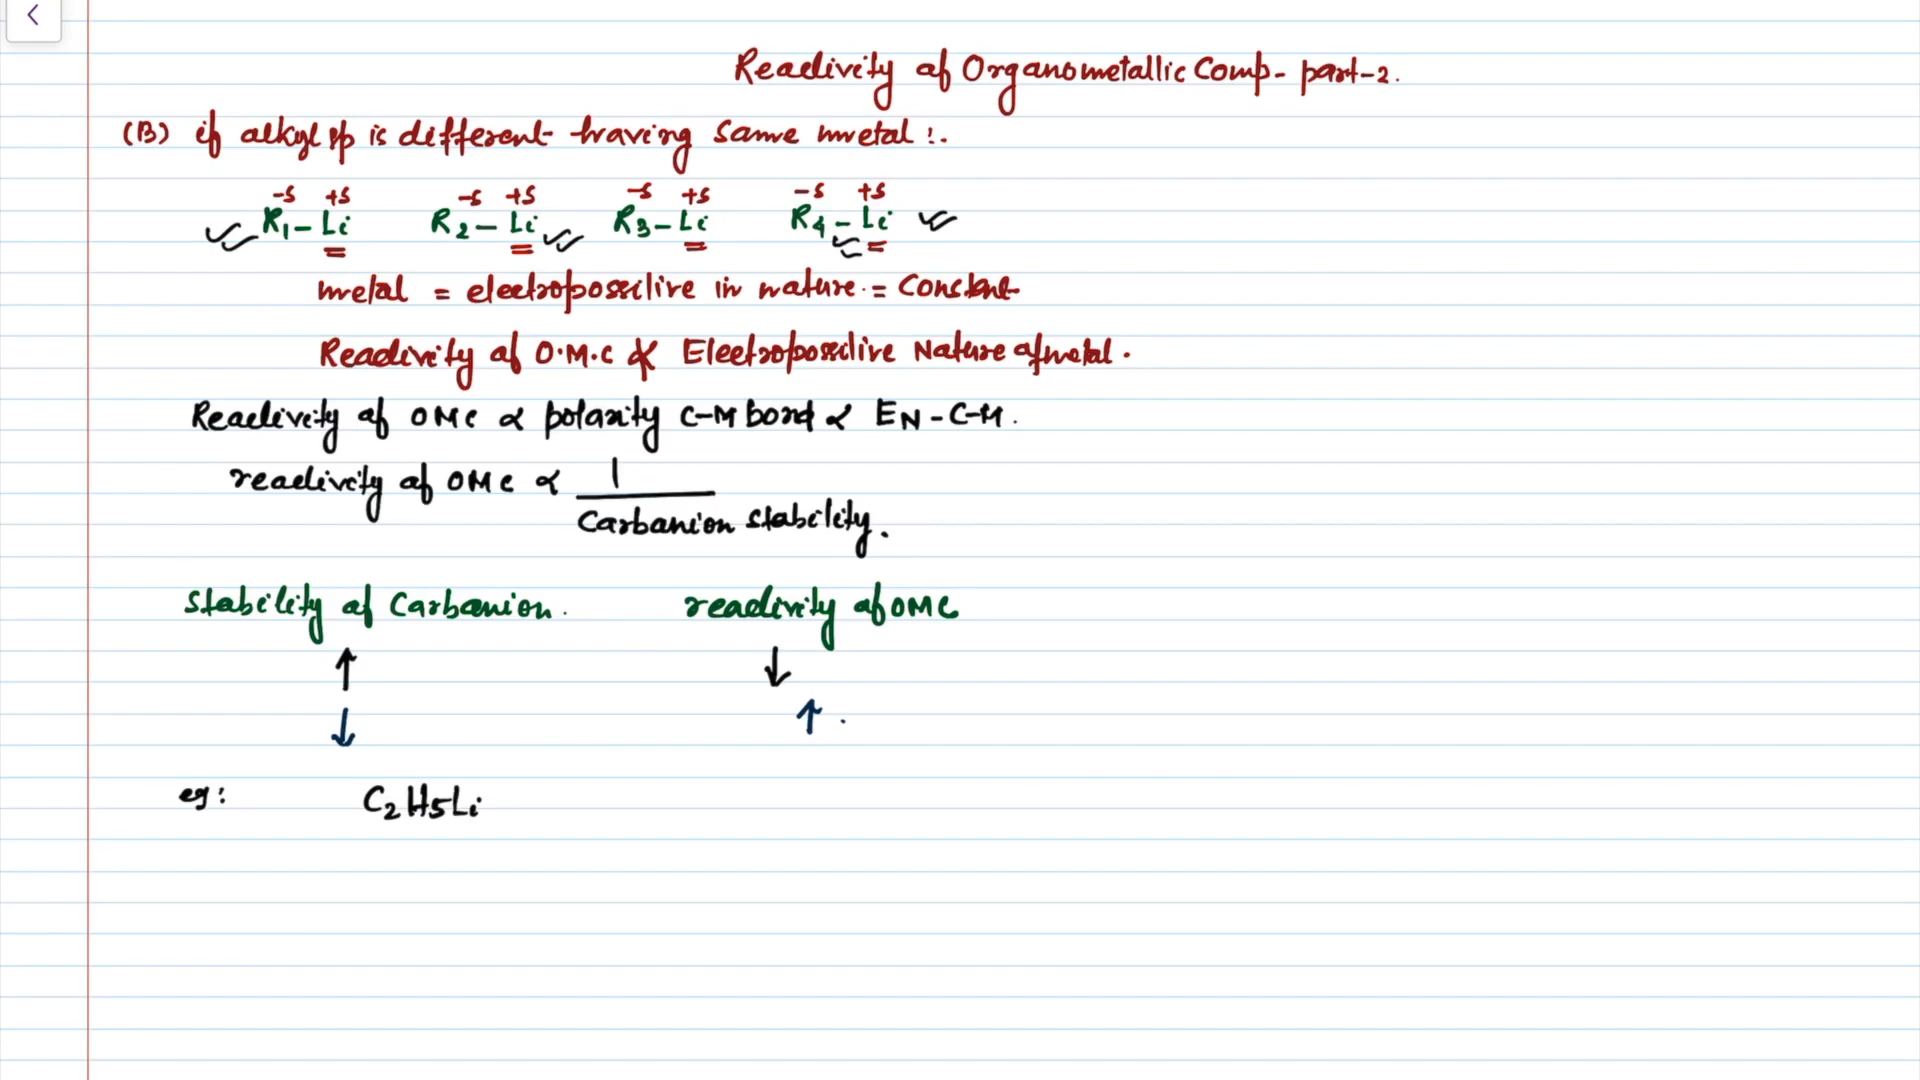 Reactivity of Organometallic Comp- part-2.
(B) if alkyl gp is different having same metal :.
-δ +δ -δ +δ -δ +δ -δ +δ
R1-Li R2-Li R3-Li R4-Li
metal = electropositive in nature. = Constant
Reactivity of O.M.C ∝ Electropositive Nature of metal.
Reactivity of OMC ∝ polarity C-M bond ∝ EN-C-M.
reactivity of OMC ∝ 1
Carbanion stability.
Stability of Carbanion. reactivity of OMC
↑ ↓
↓ ↑ .
eg: C2H5Li